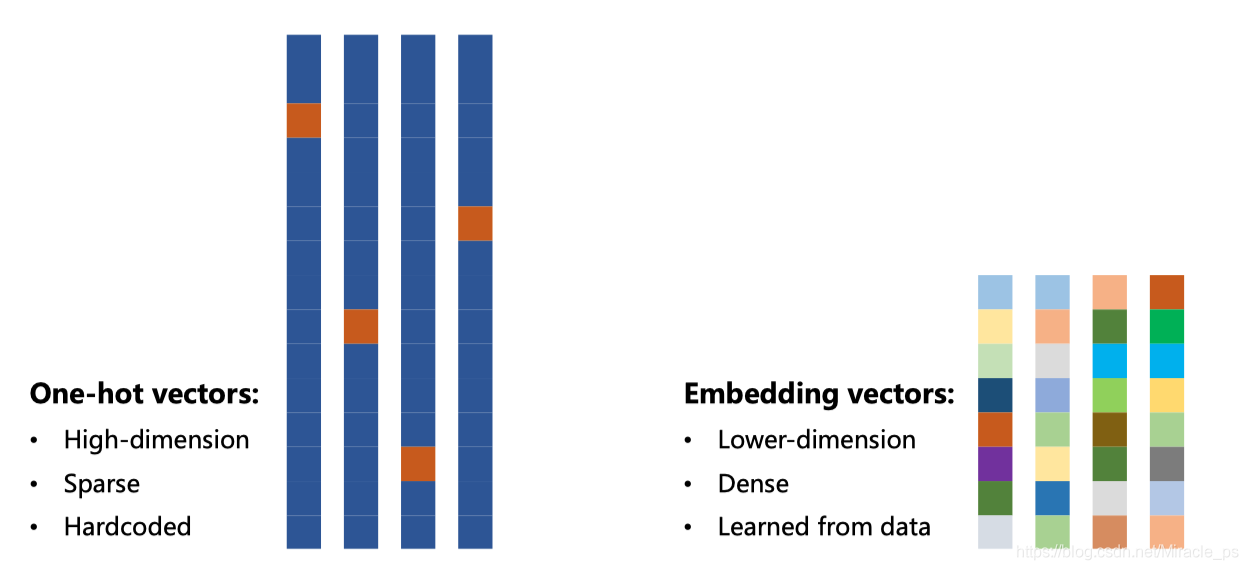 One-hot vectors:
• High-dimension
• Sparse
• Hardcoded
Embedding vectors:
• Lower-dimension
• Dense
• Learned from data
https://blog.csdn.net/Miracle_ps